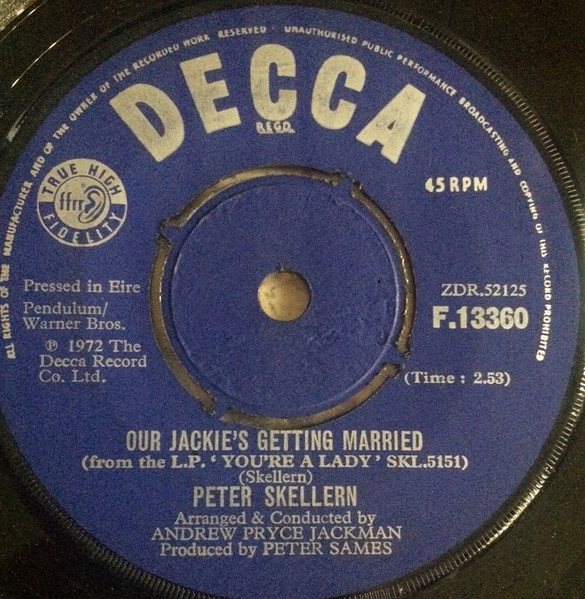 ALL RIGHTS OF THE MANUFACTURER AND OF THE OWNER OF THE RECORDED WORK RESERVED · UNAUTHORISED PUBLIC PERFORMANCE BROADCASTING AND COPYING OF THIS RECORD PROHIBITED
DECCA
REGD
45 RPM
TRUE HIGH
ffrr
FIDELITY
Pressed in Eire
Pendulum/
Warner Bros.
℗ 1972 The
Decca Record
Co. Ltd.
ZDR.52125
F.13360
(Time : 2.53)
OUR JACKIE'S GETTING MARRIED
(from the L.P. ‘ YOU'RE A LADY ’ SKL.5151)
(Skellern)
PETER SKELLERN
Arranged & Conducted by
ANDREW PRYCE JACKMAN
Produced by PETER SAMES